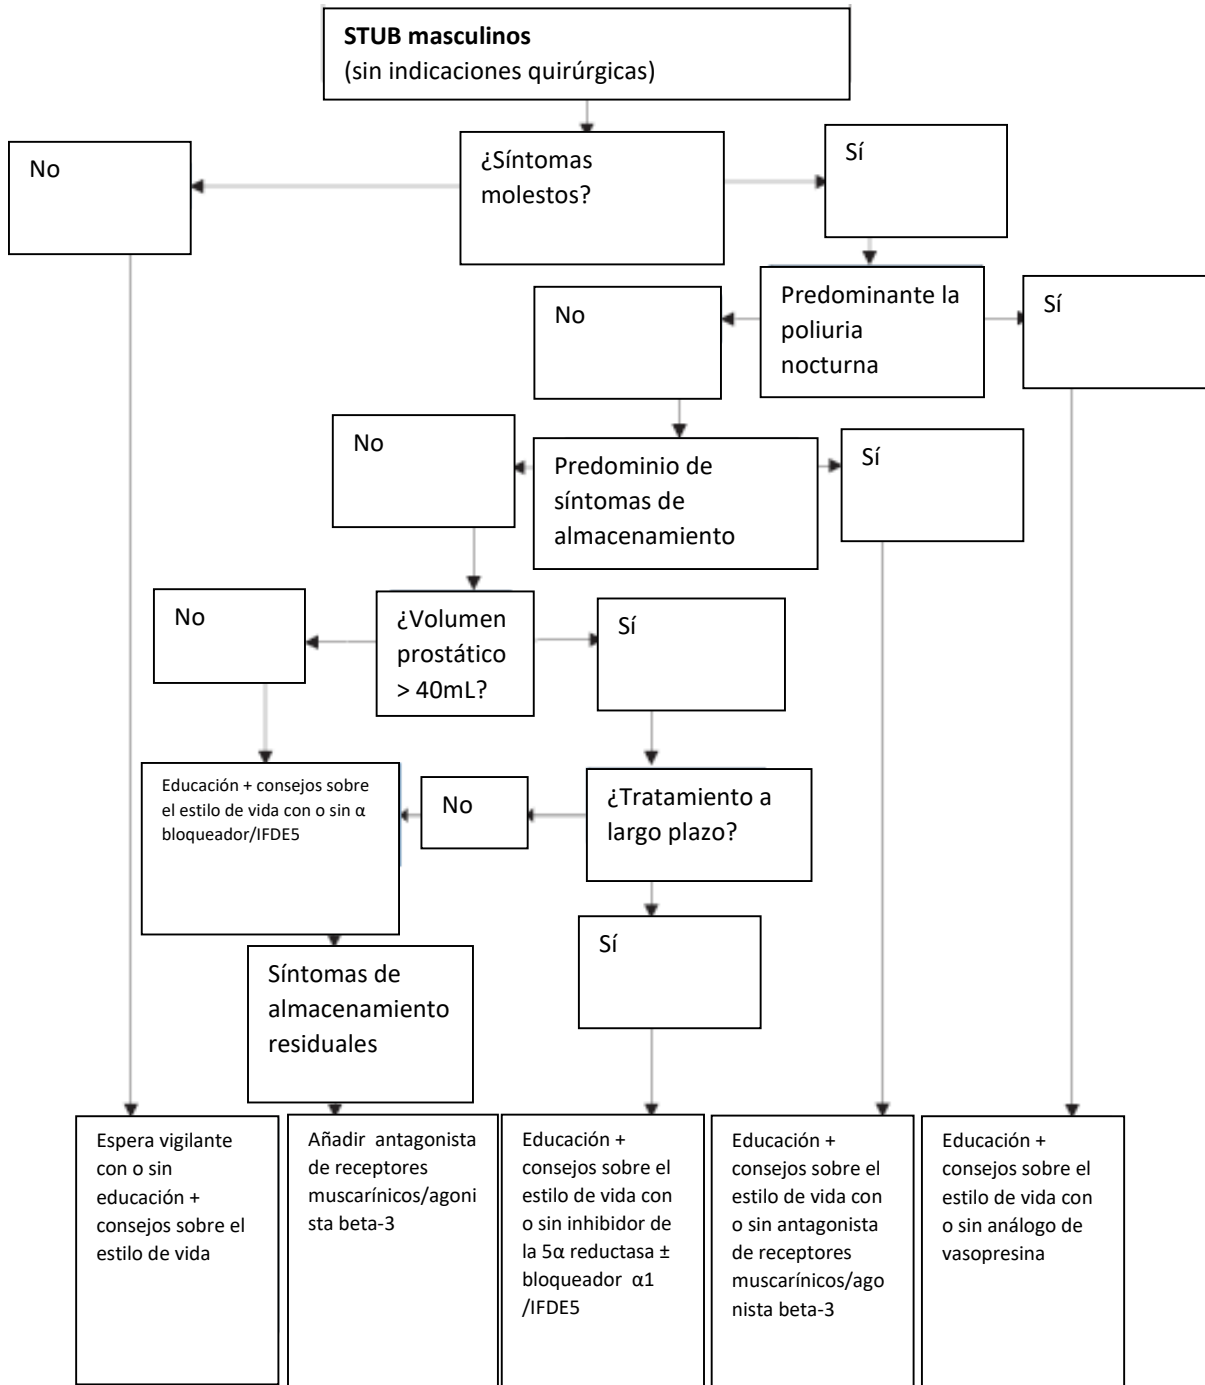 STUB masculinos
(sin indicaciones quirúrgicas)
¿Síntomas
molestos?
No
Sí
Predominante la
poliuria
nocturna
No
Sí
Predominio de
síntomas de
almacenamiento
No
Sí
¿Volumen
prostático
> 40mL?
No
Sí
Educación + consejos sobre
el estilo de vida con o sin α
bloqueador/IFDE5
No
¿Tratamiento a
largo plazo?
Sí
Síntomas de
almacenamiento
residuales
Espera vigilante
con o sin
educación +
consejos sobre el
estilo de vida
Añadir antagonista
de receptores
muscarínicos/agoni
sta beta-3
Educación +
consejos sobre el
estilo de vida con
o sin inhibidor de
la 5α reductasa ±
bloqueador α1
/IFDE5
Educación +
consejos sobre el
estilo de vida con
o sin antagonista
de receptores
muscarínicos/ago
nista beta-3
Educación +
consejos sobre el
estilo de vida con
o sin análogo de
vasopresina